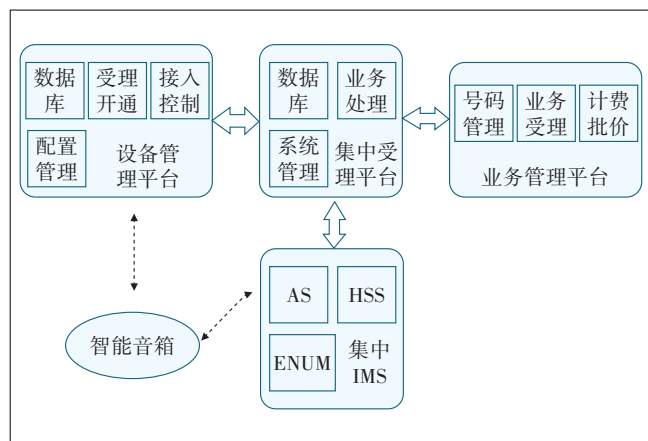 数据
库
受理
开通
接入
控制
配置
管理
设备管
理平台
数据
库
业务
处理
系统
管理
集中受
理平台
号码
管理
业务
受理
计费
批价
业务管理平台
智能音箱
AS
HSS
ENUM
集中
IMS